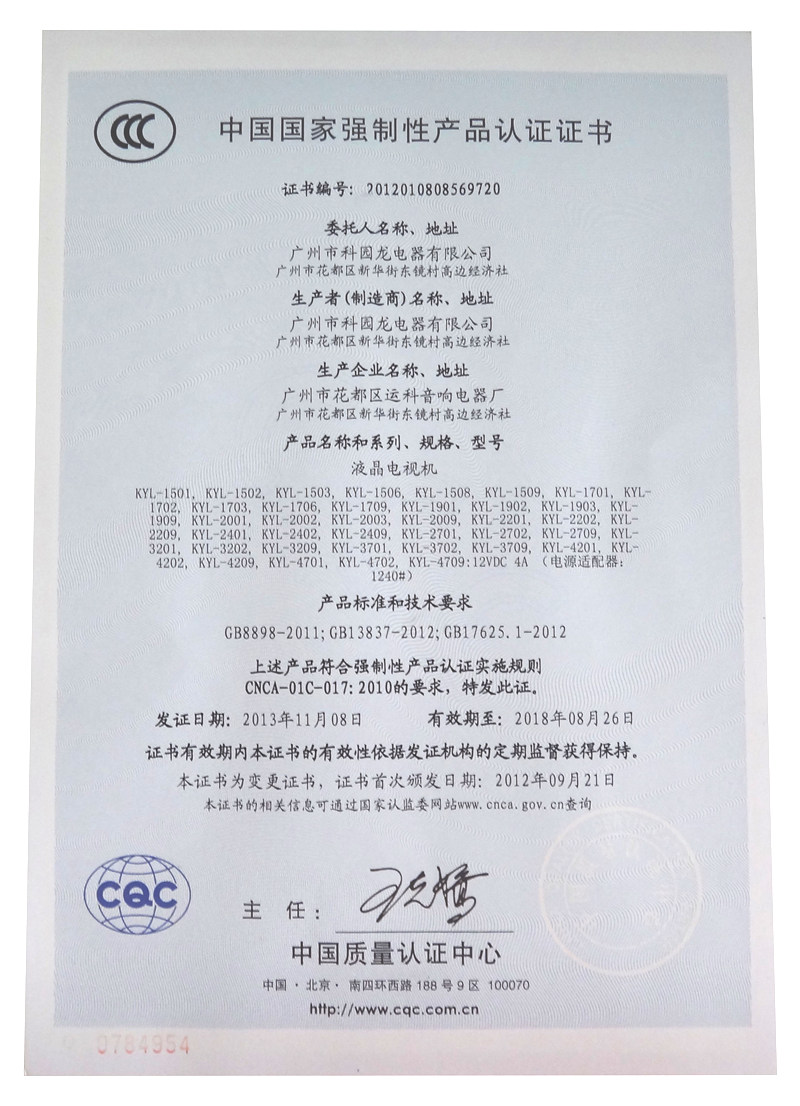 中国国家强制性产品认证证书
证书编号: 2012010808569720
委托人名称、地址
广州市科园龙电器有限公司
广州市花都区新华街东镜村高边经济社
生产者(制造商)名称、地址
广州市科园龙电器有限公司
广州市花都区新华街东镜村高边经济社
生产企业名称、地址
广州市花都区运科音响电器厂
广州市花都区新华街东镜村高边经济社
产品名称和系列、规格、型号
液晶电视机
KYL-1501, KYL-1502, KYL-1503, KYL-1506, KYL-1508, KYL-1509, KYL-1701, KYL-
1702, KYL-1703, KYL-1706, KYL-1709, KYL-1901, KYL-1902, KYL-1903, KYL-
1909, KYL-2001, KYL-2002, KYL-2003, KYL-2009, KYL-2201, KYL-2202, KYL-
2209, KYL-2401, KYL-2402, KYL-2409, KYL-2701, KYL-2702, KYL-2709, KYL-
3201, KYL-3202, KYL-3209, KYL-3701, KYL-3702, KYL-3709, KYL-4201, KYL-
4202, KYL-4209, KYL-4701, KYL-4702, KYL-4709:12VDC 4A (电源适配器:
1240#)
产品标准和技术要求
GB8898-2011;GB13837-2012;GB17625.1-2012
上述产品符合强制性产品认证实施规则
CNCA-01C-017:2010的要求,特发此证。
发证日期: 2013年11月08日 有效期至: 2018年08月26日
证书有效期内本证书的有效性依据发证机构的定期监督获得保持。
本证书为变更证书,证书首次颁发日期: 2012年09月21日
本证书的相关信息可通过国家认监委网站www.cnca.gov.cn查询
CQC
主 任:
中国质量认证中心
中国·北京·南四环西路188号9区 100070
http://www.cqc.com.cn
0784954